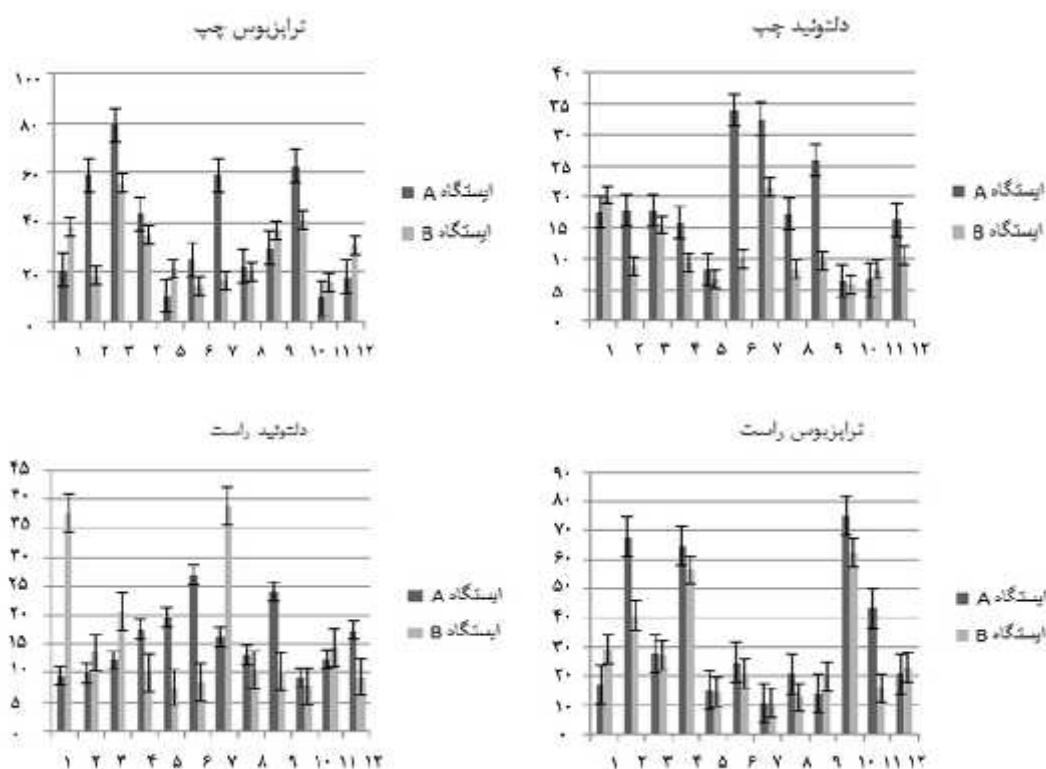 تراپزیوس چپ
۱۰۰
۸۰
۶۰
۴۰
۲۰
۰
۱ ۲ ۳ ۴ ۵ ۶ ۷ ۸ ۹ ۱۰ ۱۱ ۱۲
ایستگاه A
ایستگاه B
دلتوئید چپ
۴۰
۳۵
۳۰
۲۵
۲۰
۱۵
۱۰
۵
۰
۱ ۲ ۳ ۴ ۵ ۶ ۷ ۸ ۹ ۱۰ ۱۱ ۱۲
ایستگاه A
ایستگاه B
دلتوئید راست
۴۵
۴۰
۳۵
۳۰
۲۵
۲۰
۱۵
۱۰
۵
۰
۱ ۲ ۳ ۴ ۵ ۶ ۷ ۸ ۹ ۱۰ ۱۱ ۱۲
ایستگاه A
ایستگاه B
تراپزیوس راست
۹۰
۸۰
۷۰
۶۰
۵۰
۴۰
۳۰
۲۰
۱۰
۰
۱ ۲ ۳ ۴ ۵ ۶ ۷ ۸ ۹ ۱۰ ۱۱ ۱۲
ایستگاه A
ایستگاه B